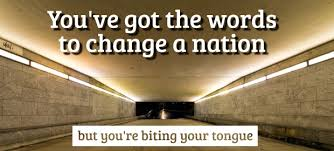 You've got the words
to change a nation
but you're biting your tongue